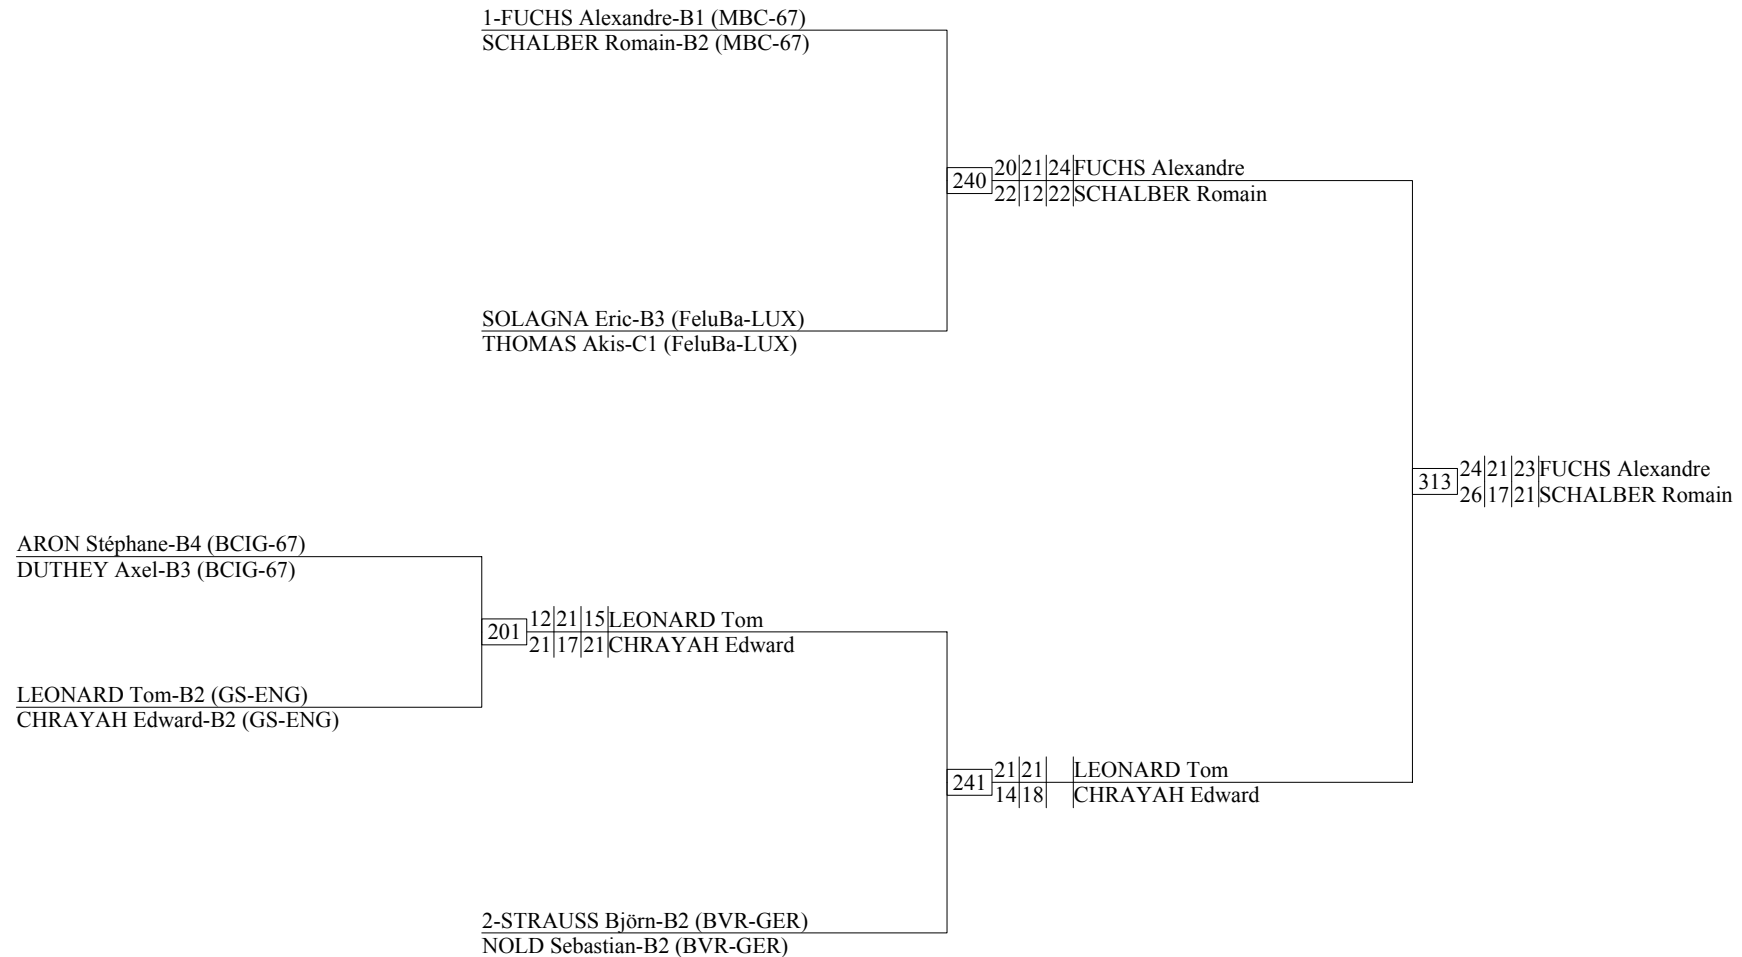 1-FUCHS Alexandre-B1 (MBC-67)
SCHALBER Romain-B2 (MBC-67)
240
20 21 24 FUCHS Alexandre
22 12 22 SCHALBER Romain
SOLAGNA Eric-B3 (FeluBa-LUX)
THOMAS Akis-C1 (FeluBa-LUX)
313
24 21 23 FUCHS Alexandre
26 17 21 SCHALBER Romain
ARON Stéphane-B4 (BCIG-67)
DUTHEY Axel-B3 (BCIG-67)
201
12 21 15 LEONARD Tom
21 17 21 CHRAYAH Edward
LEONARD Tom-B2 (GS-ENG)
CHRAYAH Edward-B2 (GS-ENG)
241
21 21 LEONARD Tom
14 18 CHRAYAH Edward
2-STRAUSS Björn-B2 (BVR-GER)
NOLD Sebastian-B2 (BVR-GER)